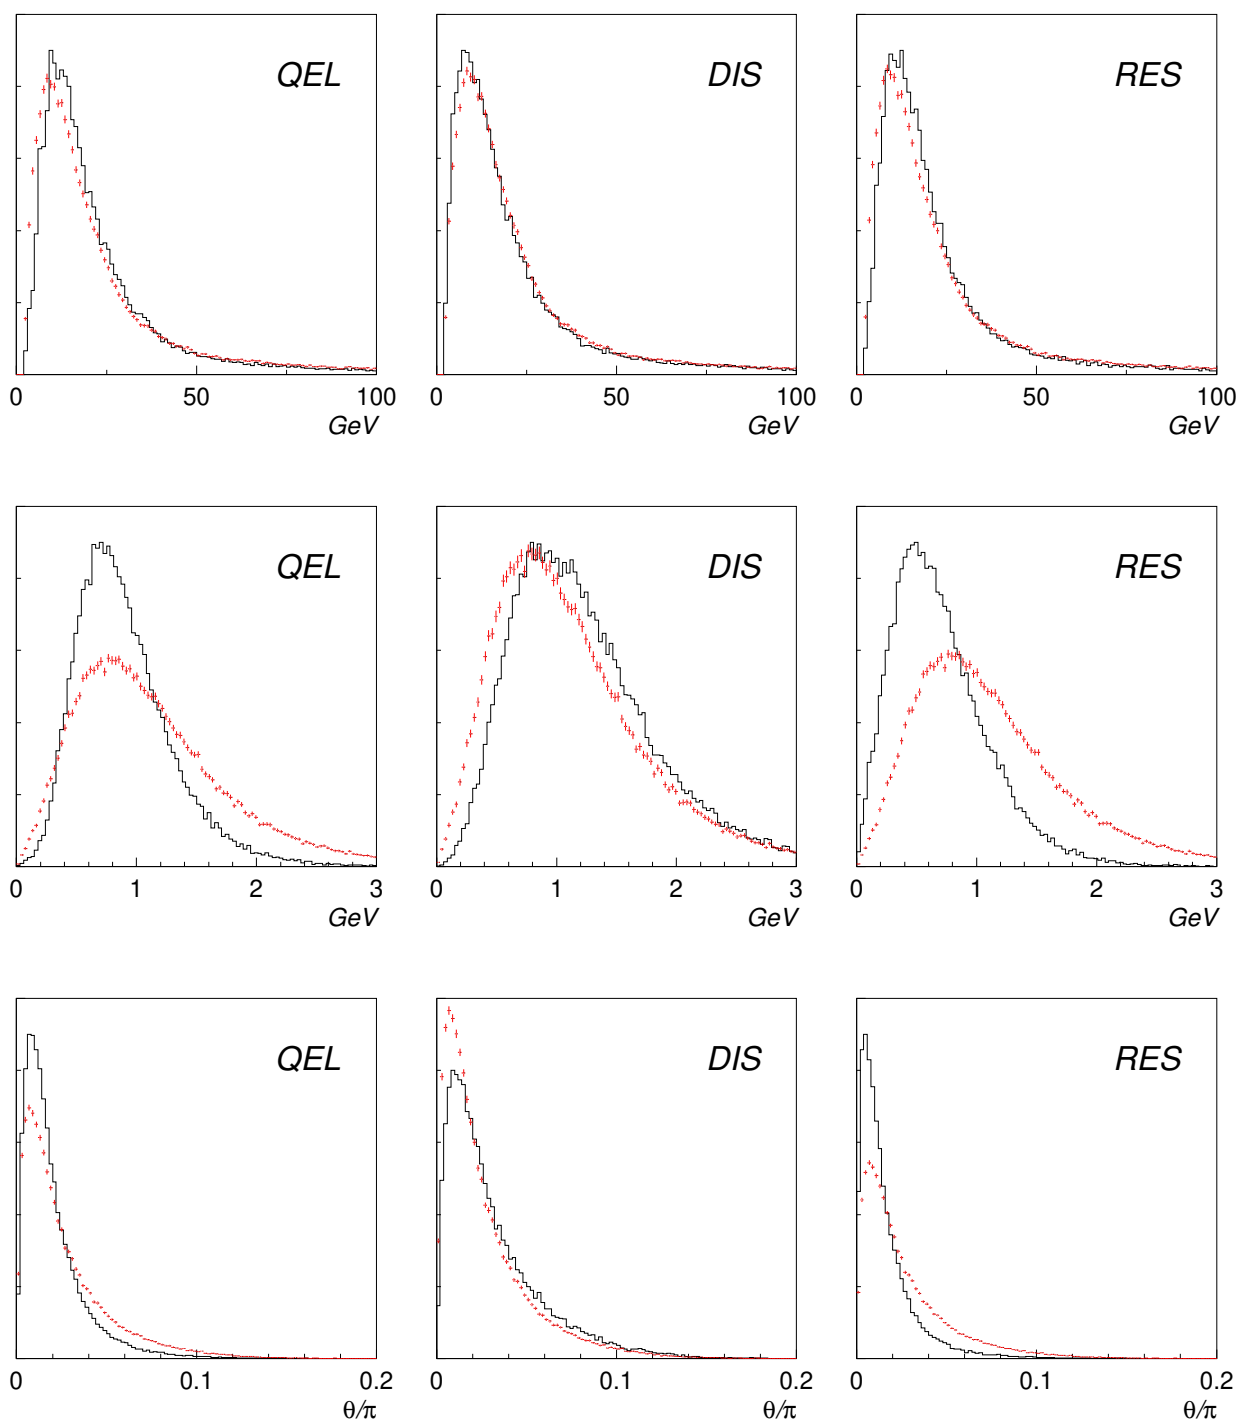 QEL DIS RES
0 50 100 0 50 100 0 50 100
GeV GeV GeV
QEL DIS RES
0 1 2 3 0 1 2 3 0 1 2 3
GeV GeV GeV
QEL DIS RES
0 0.1 0.2 0 0.1 0.2 0 0.1 0.2
θ/π θ/π θ/π